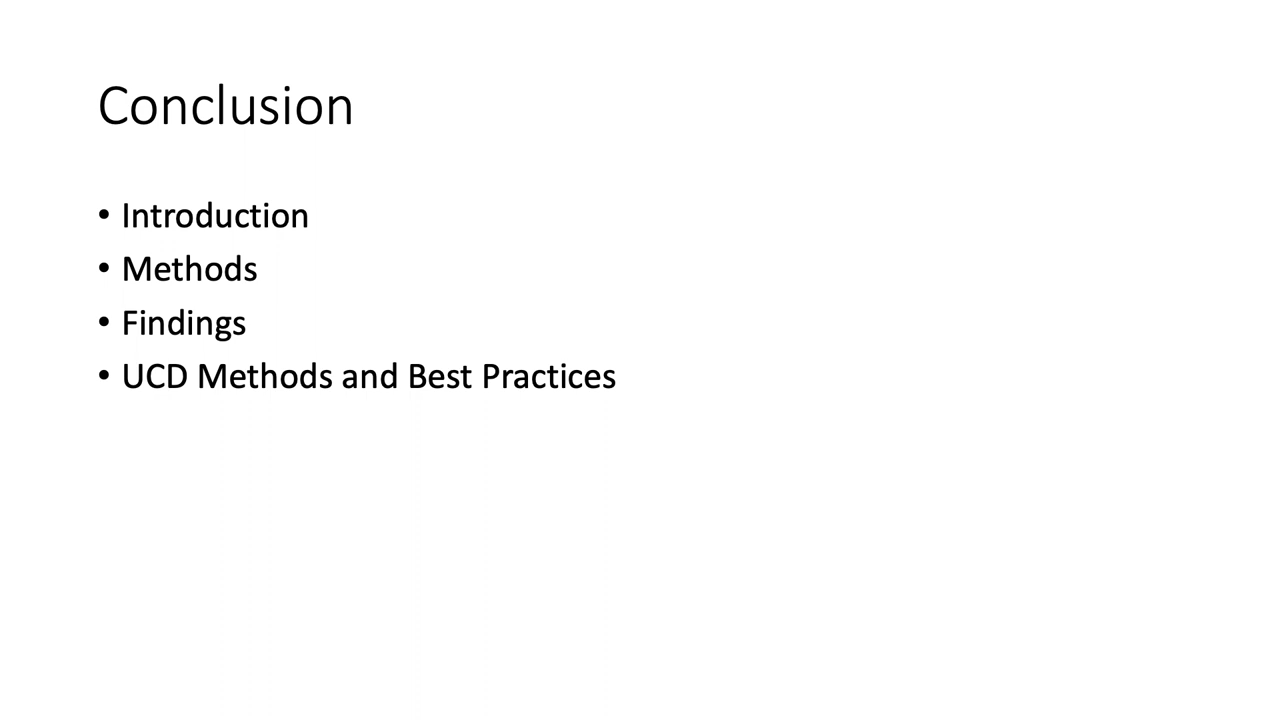 Conclusion
• Introduction
• Methods
• Findings
• UCD Methods and Best Practices